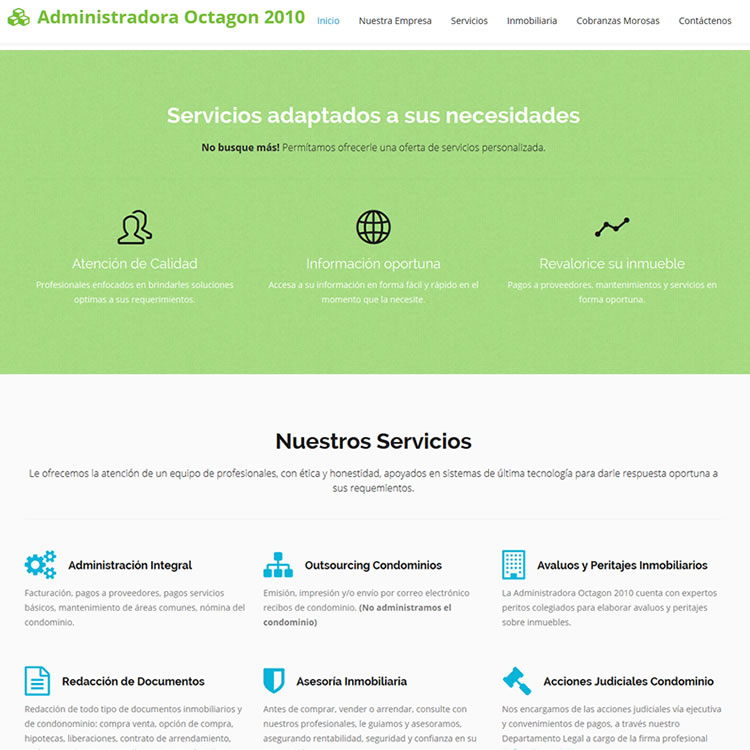 Administradora Octagon 2010
Inicio
Nuestra Empresa
Servicios
Inmobiliaria
Cobranzas Morosas
Contáctenos
Servicios adaptados a sus necesidades
No busque más! Permítamos ofrecerle una oferta de servicios personalizada.
Atención de Calidad
Profesionales enfocados en brindarles soluciones
optimas a sus requerimientos.
Información oportuna
Accesa a su información en forma fácil y rápido en el
momento que la necesite.
Revalorice su inmueble
Pagos a proveedores, mantenimientos y servicios en
forma oportuna.
Nuestros Servicios
Le ofrecemos la atención de un equipo de profesionales, con ética y honestidad, apoyados en sistemas de última tecnología para darle respuesta oportuna a
sus requemientos.
Administración Integral
Facturación, pagos a proveedores, pagos servicios
básicos, mantenimiento de áreas comunes, nómina del
condominio.
Outsourcing Condominios
Emisión, impresión y/o envío por correo electrónico
recibos de condominio. (No administramos el
condominio)
Avaluos y Peritajes Inmobiliarios
La Administradora Octagon 2010 cuenta con expertos
peritos colegiados para elaborar avaluos y peritajes
sobre inmuebles.
Redacción de Documentos
Redacción de todo tipo de documentos inmobiliarios y
de condonominio: compra venta, opción de compra,
hipotecas, liberaciones, contrato de arrendamiento,
Asesoría Inmobiliaria
Antes de comprar, vender o arrendar, consulte con
nuestros profesionales, le guiamos y asesoramos,
asegurando rentabilidad, seguridad y confianza en su
Acciones Judiciales Condominio
Nos encargamos de las acciones judiciales vía ejecutiva
y convenimientos de pagos, a través nuestro
Departamento Legal a cargo de la firma profesional